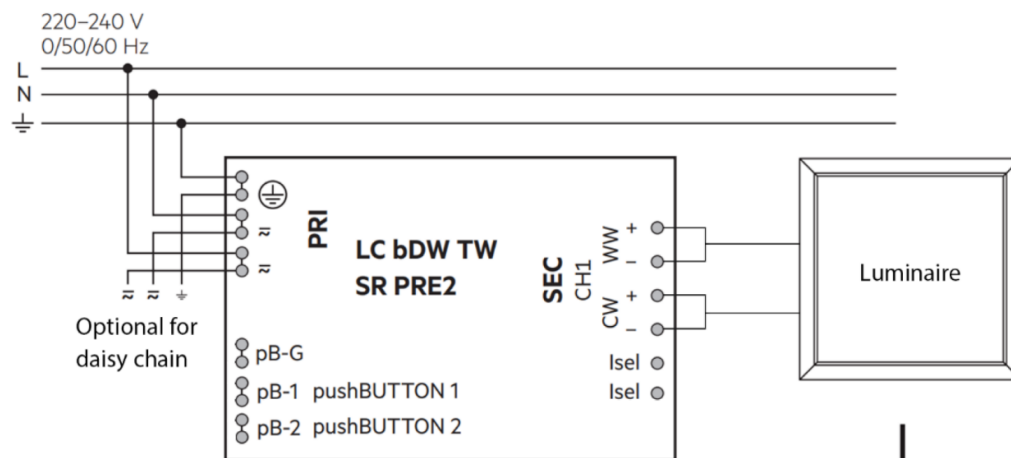 220–240 V
0/50/60 Hz
L
N
PRI
LC bDW TW
SR PRE2
SEC
CH1
WW
+
–
CW
+
–
Luminaire
Optional for
daisy chain
pB-G
pB-1 pushBUTTON 1
pB-2 pushBUTTON 2
Isel
Isel